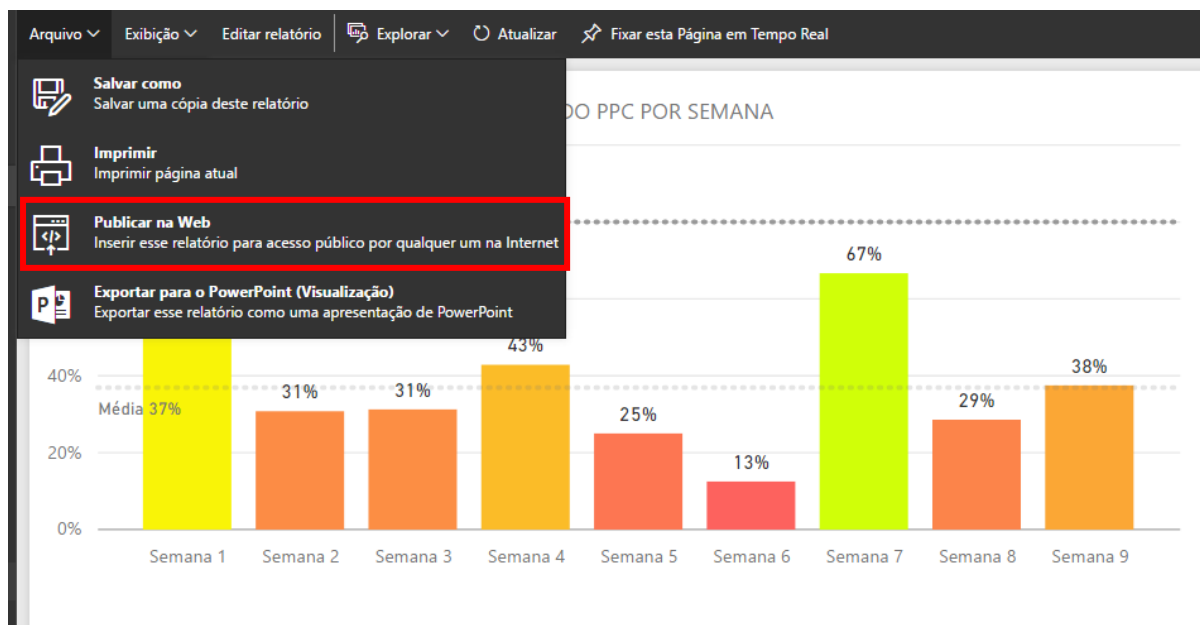 Arquivo Exibição Editar relatório Explorar Atualizar Fixar esta Página em Tempo Real
Salvar como
Salvar uma cópia deste relatório
Imprimir
Imprimir página atual
Publicar na Web
Inserir esse relatório para acesso público por qualquer um na Internet
Exportar para o PowerPoint (Visualização)
Exportar esse relatório como uma apresentação de PowerPoint
PPC POR SEMANA
67%
43%
40%
38%
31%
31%
Média 37%
29%
25%
20%
13%
0%
Semana 1 Semana 2 Semana 3 Semana 4 Semana 5 Semana 6 Semana 7 Semana 8 Semana 9